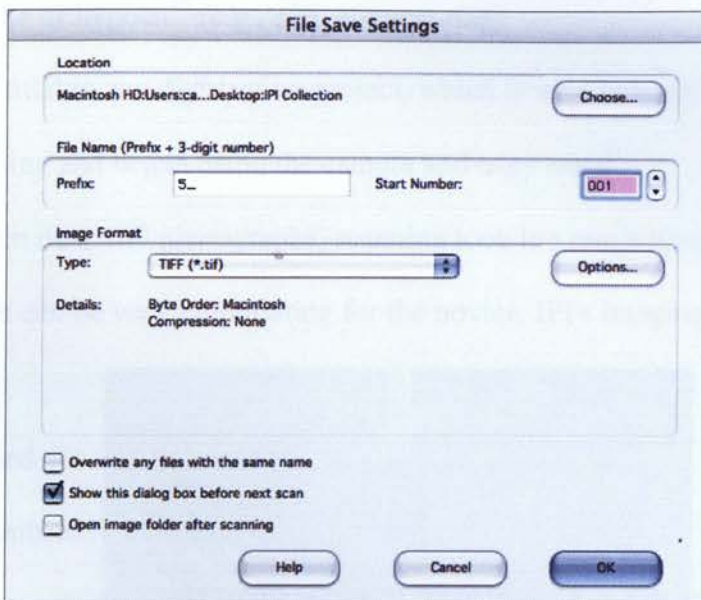 File Save Settings
Location
Macintosh HD:Users:ca...Desktop:IPI Collection
Choose...
File Name (Prefix + 3-digit number)
Prefix:
5_
Start Number:
001
Image Format
Type:
TIFF (*.tif)
Options...
Details:
Byte Order: Macintosh
Compression: None
Overwrite any files with the same name
Show this dialog box before next scan
Open image folder after scanning
Help
Cancel
OK